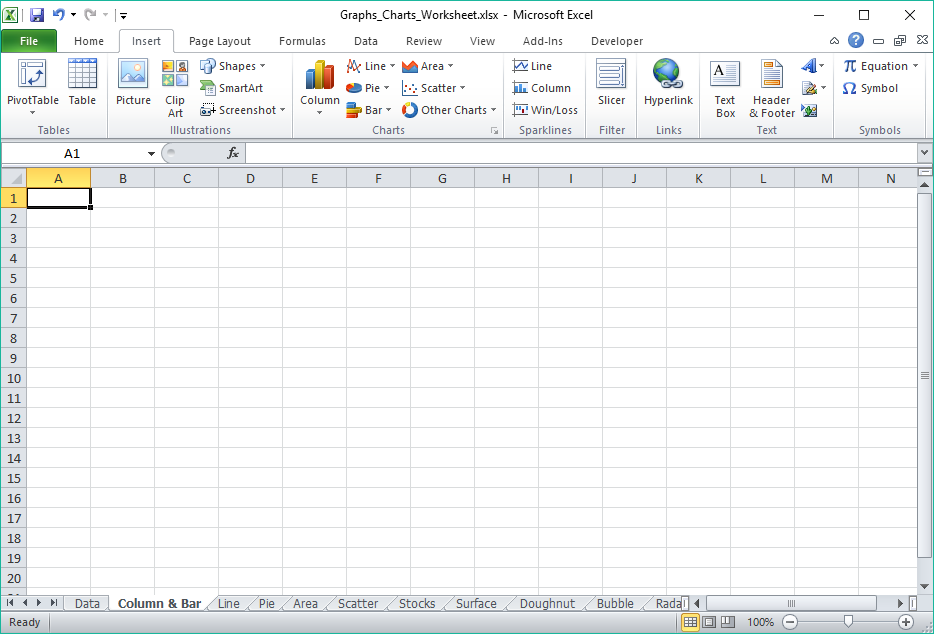 Graphs_Charts_Worksheet.xlsx - Microsoft Excel
File Home Insert Page Layout Formulas Data Review View Add-Ins Developer
PivotTable Table Picture Clip Art Shapes SmartArt Screenshot Column Line Pie Bar Area Scatter Other Charts Line Column Win/Loss Slicer Hyperlink Text Box Header & Footer Equation Symbol
Tables Illustrations Charts Sparklines Filter Links Text Symbols
A1 fx
A B C D E F G H I J K L M N
1
2
3
4
5
6
7
8
9
10
11
12
13
14
15
16
17
18
19
20
Data Column & Bar Line Pie Area Scatter Stocks Surface Doughnut Bubble
Ready 100%